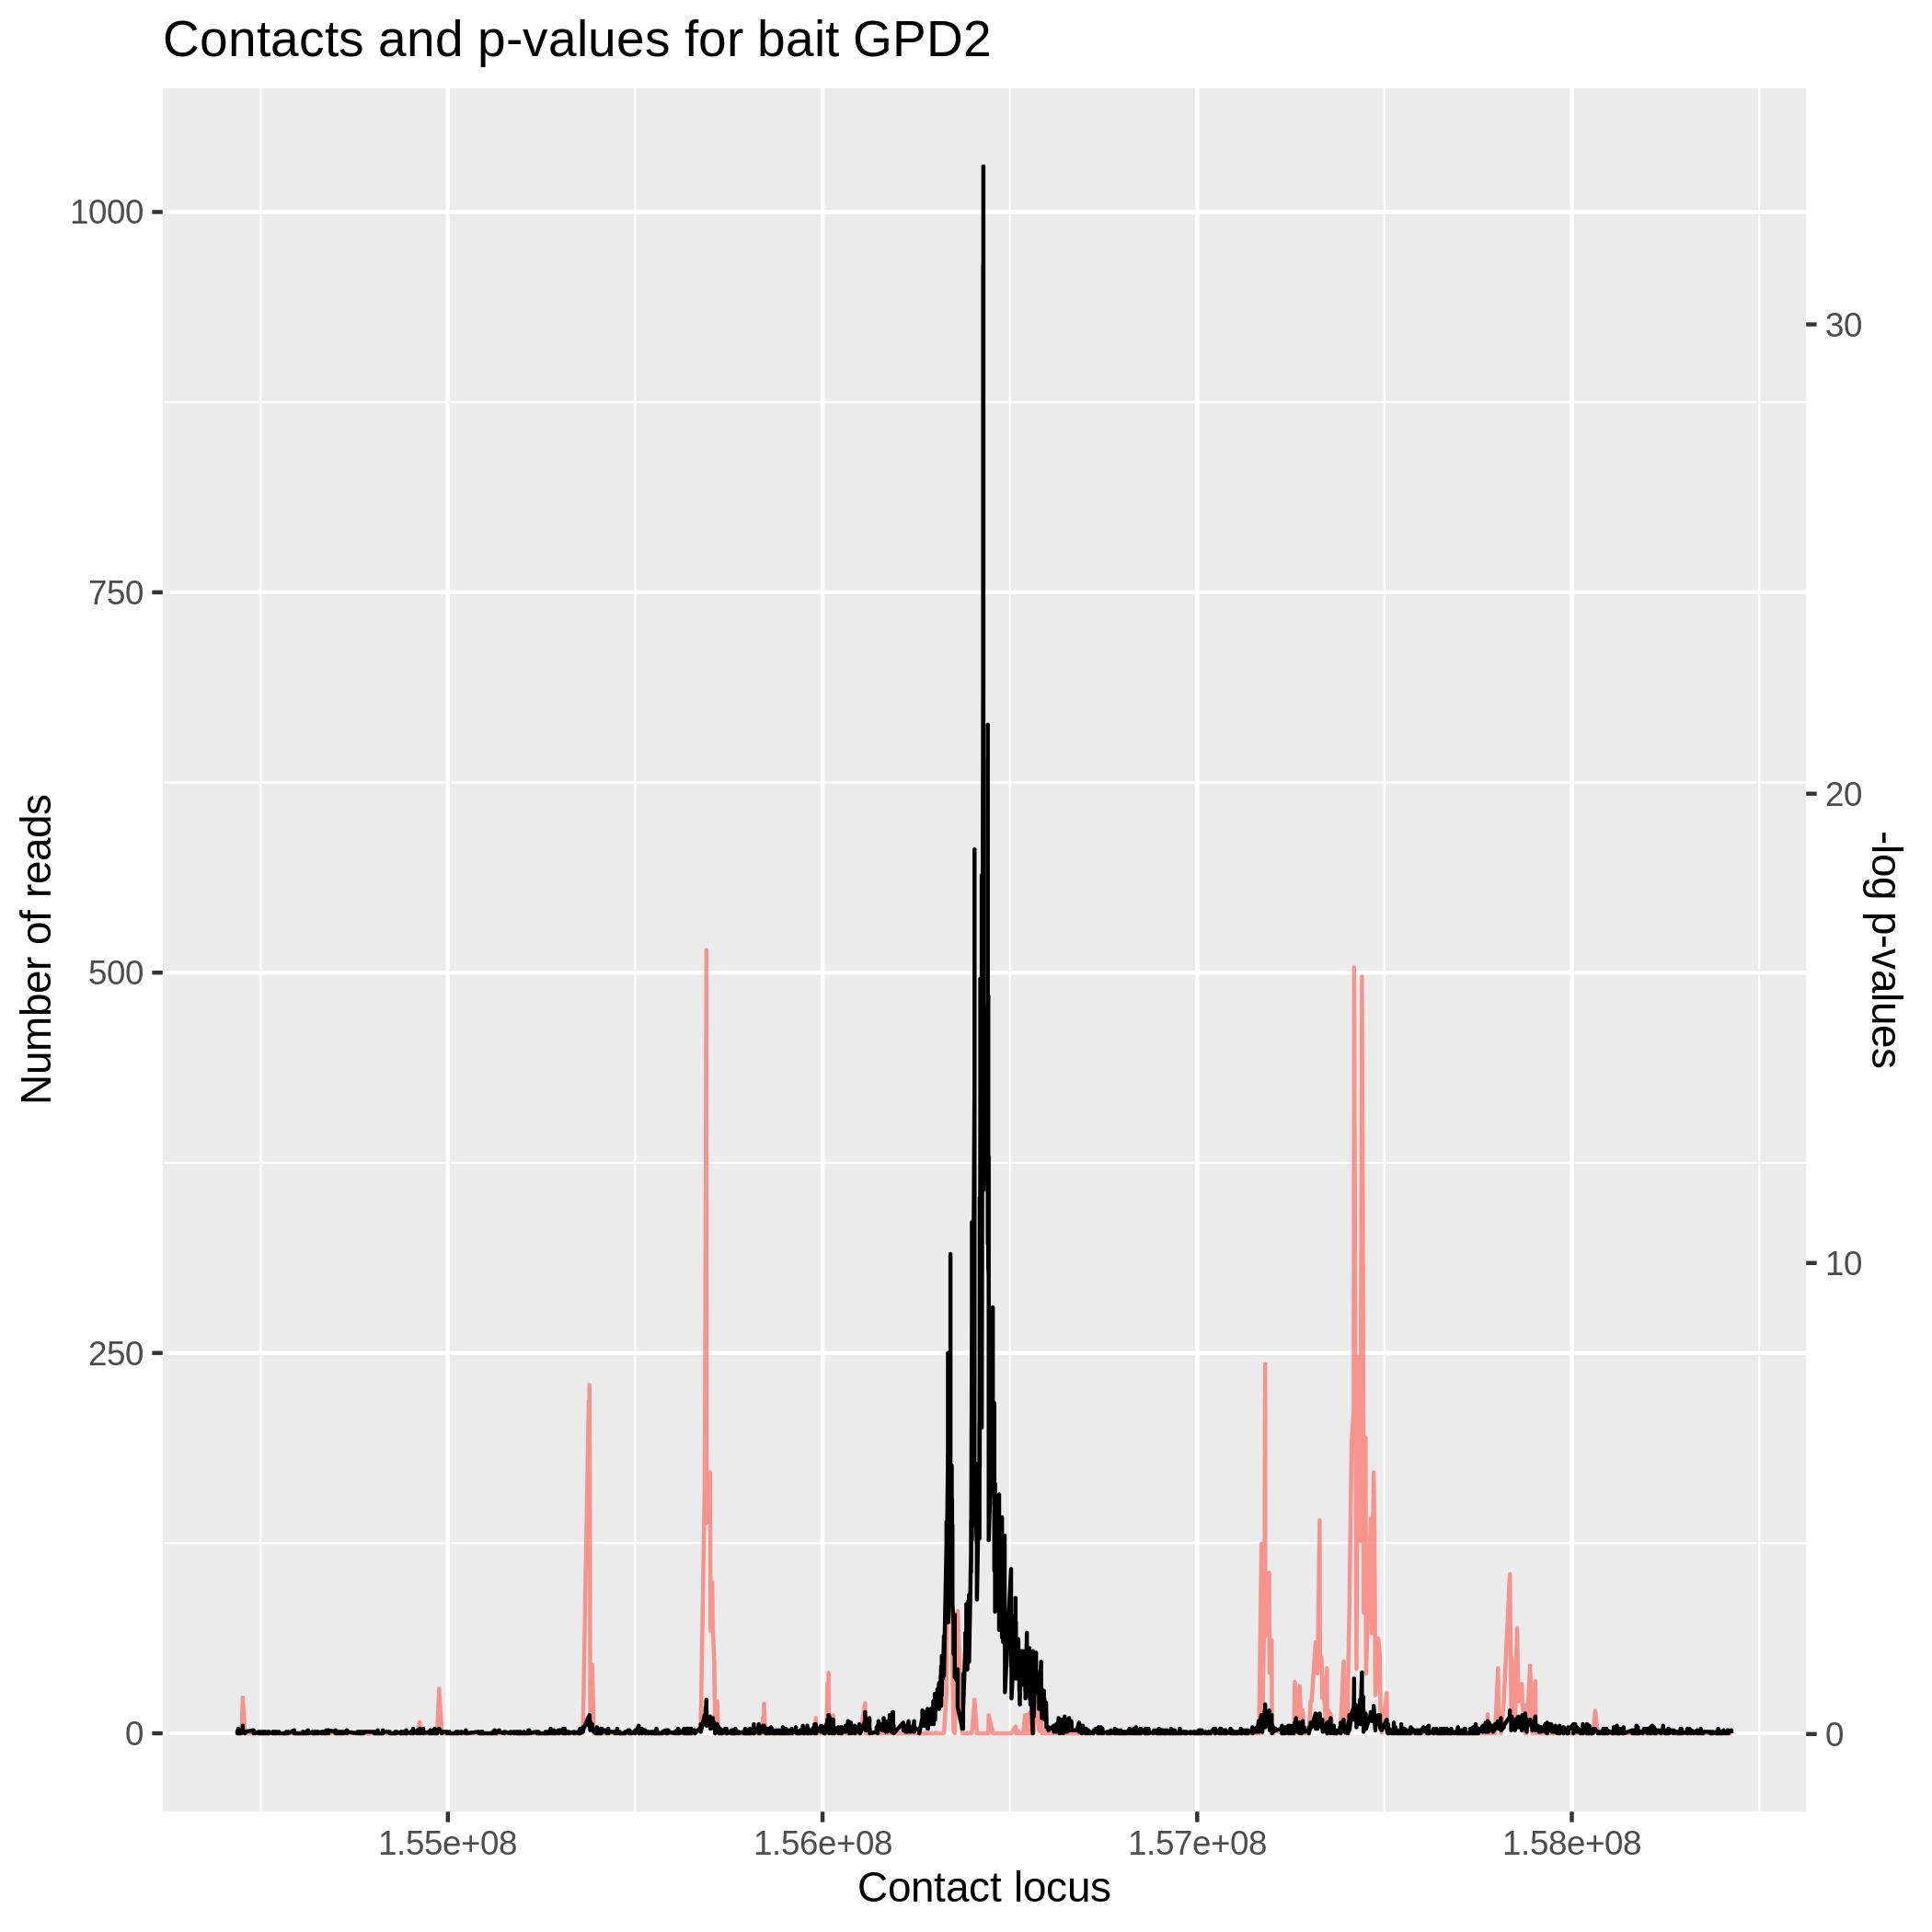 Contacts and p-values for bait GPD2
1000
750
500
250
0
Number of reads
30
20
10
0
-log p-values
1.55e+08 1.56e+08 1.57e+08 1.58e+08
Contact locus